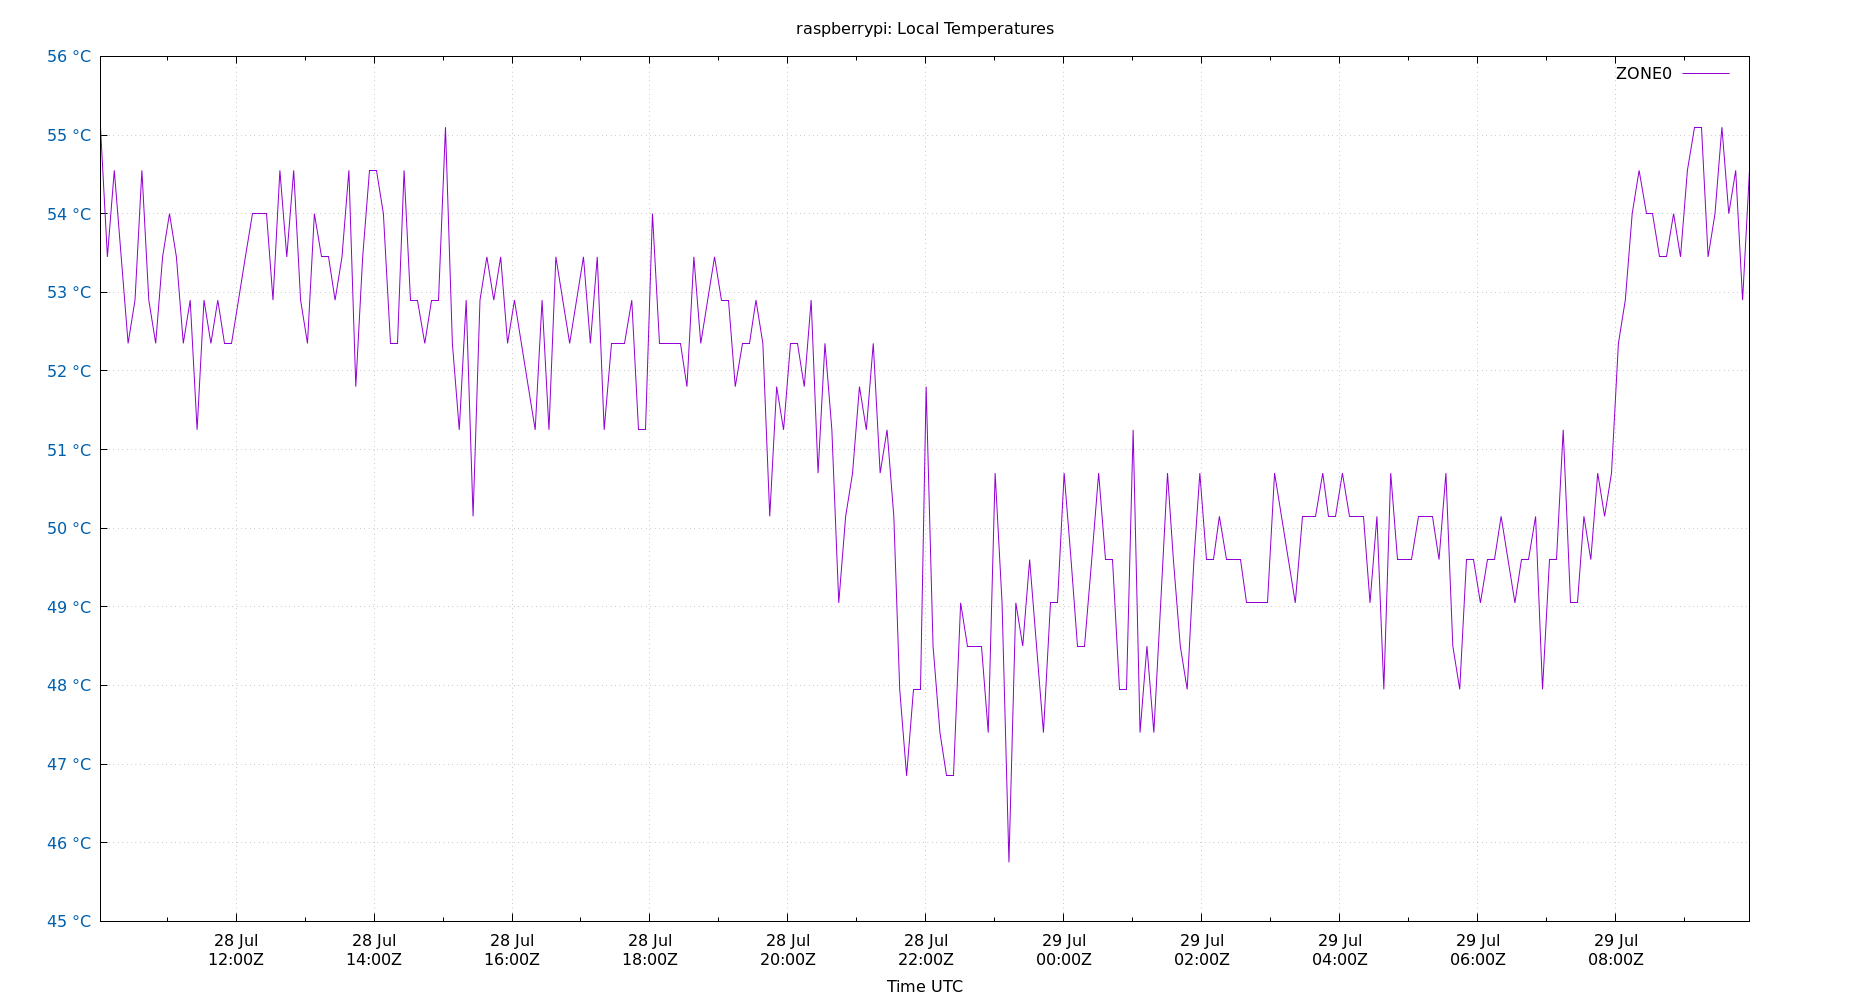 raspberrypi: Local Temperatures
ZONE0
56 °C
55 °C
54 °C
53 °C
52 °C
51 °C
50 °C
49 °C
48 °C
47 °C
46 °C
45 °C
28 Jul
12:00Z
28 Jul
14:00Z
28 Jul
16:00Z
28 Jul
18:00Z
28 Jul
20:00Z
28 Jul
22:00Z
29 Jul
00:00Z
29 Jul
02:00Z
29 Jul
04:00Z
29 Jul
06:00Z
29 Jul
08:00Z
Time UTC